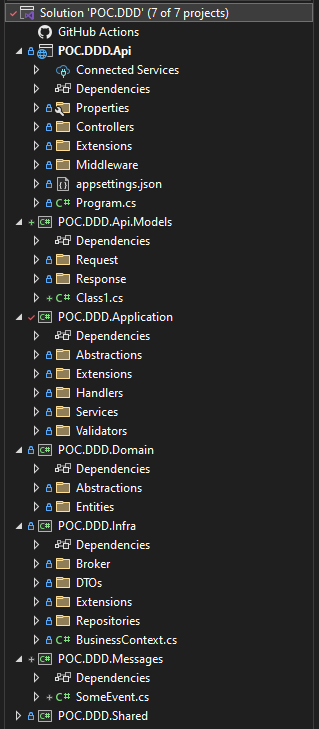 Solution 'POC.DDD' (7 of 7 projects)
GitHub Actions
POC.DDD.Api
Connected Services
Dependencies
Properties
Controllers
Extensions
Middleware
appsettings.json
C# Program.cs
C# POC.DDD.Api.Models
Dependencies
Request
Response
C# Class1.cs
C# POC.DDD.Application
Dependencies
Abstractions
Extensions
Handlers
Services
Validators
C# POC.DDD.Domain
Dependencies
Abstractions
Entities
C# POC.DDD.Infra
Dependencies
Broker
DTOs
Extensions
Repositories
C# BusinessContext.cs
C# POC.DDD.Messages
Dependencies
C# SomeEvent.cs
C# POC.DDD.Shared